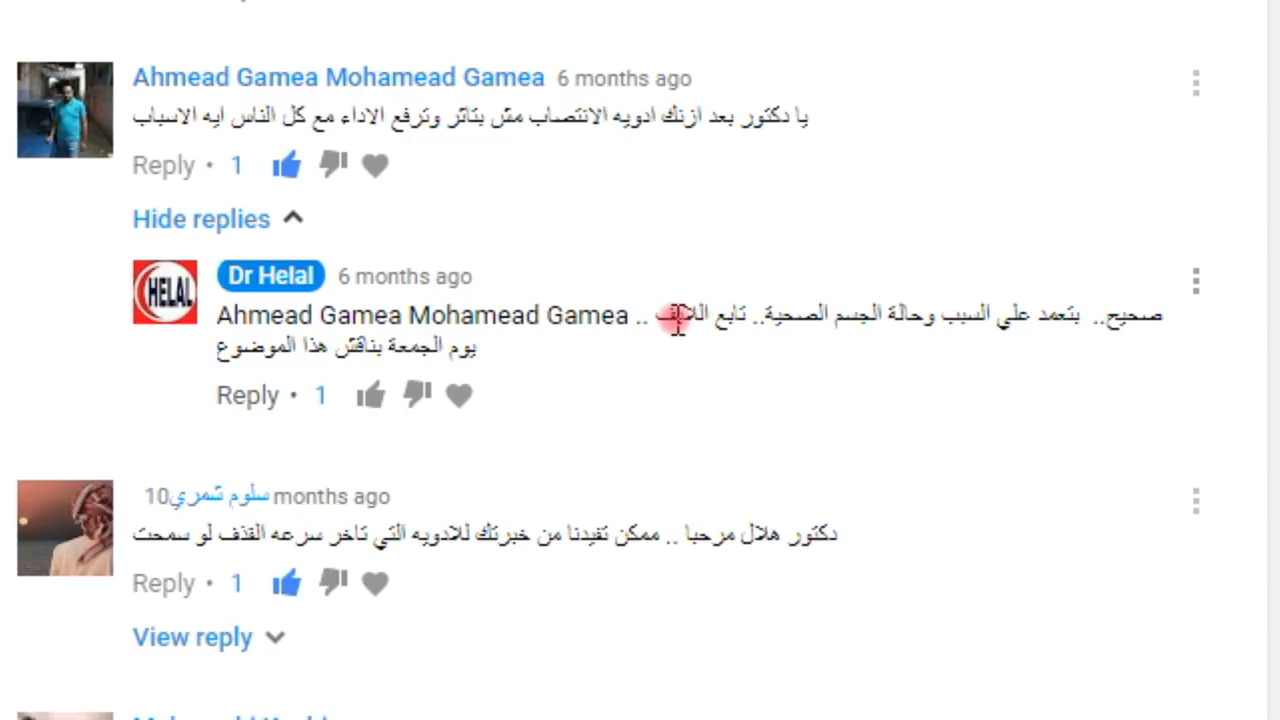 Ahmead Gamea Mohamead Gamea 6 months ago
يا دكتور بعد ازنك ادويه الانتصاب مش بتاثر وترفع الاداء مع كل الناس ايه الاسباب
Reply • 1
Hide replies
HELAL
Dr Helal 6 months ago
Ahmead Gamea Mohamead Gamea .. صحيح.. بتعمد علي السبب وحالة الجسم الصحية.. تابع
يوم الجمعة بناقش هذا الموضوع
Reply • 1
سلوم شمري 10 months ago
دكتور هلال مرحبا .. ممكن تفيدنا من خبرتك للادويه التي تاخر سرعه القذف لو سمحت
Reply • 1
View reply